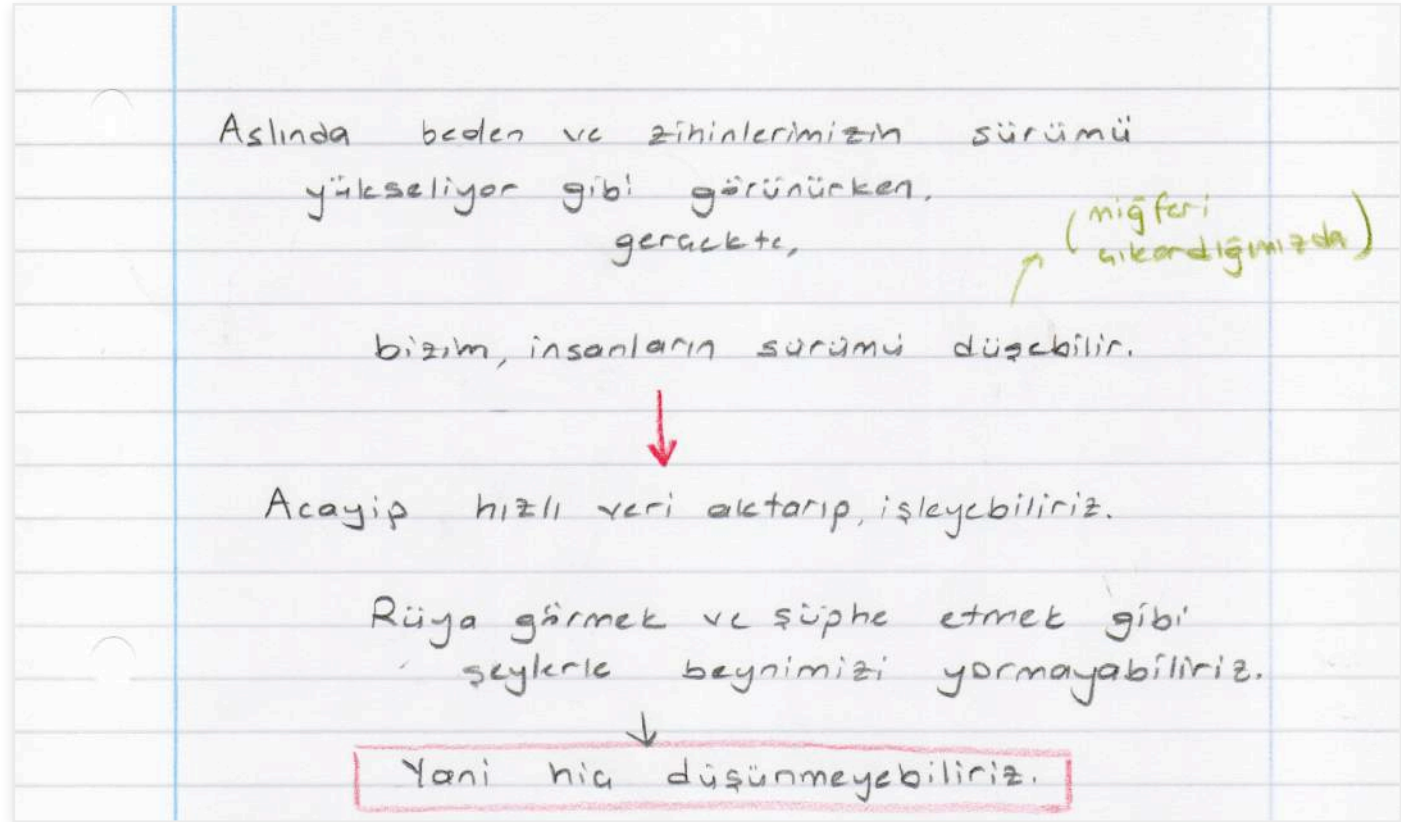 Aslında beden ve zihinlerimizin sürümü
yükseliyor gibi görünürken,
gerçekte,
(miğferi
çıkardığımızda)
bizim, insanların sürümü düşebilir.
Acayip hızlı veri aktarıp, işleyebiliriz.
Rüya görmek ve şüphe etmek gibi
şeylerle beynimizi yormayabiliriz.
Yani hiç düşünmeyebiliriz.